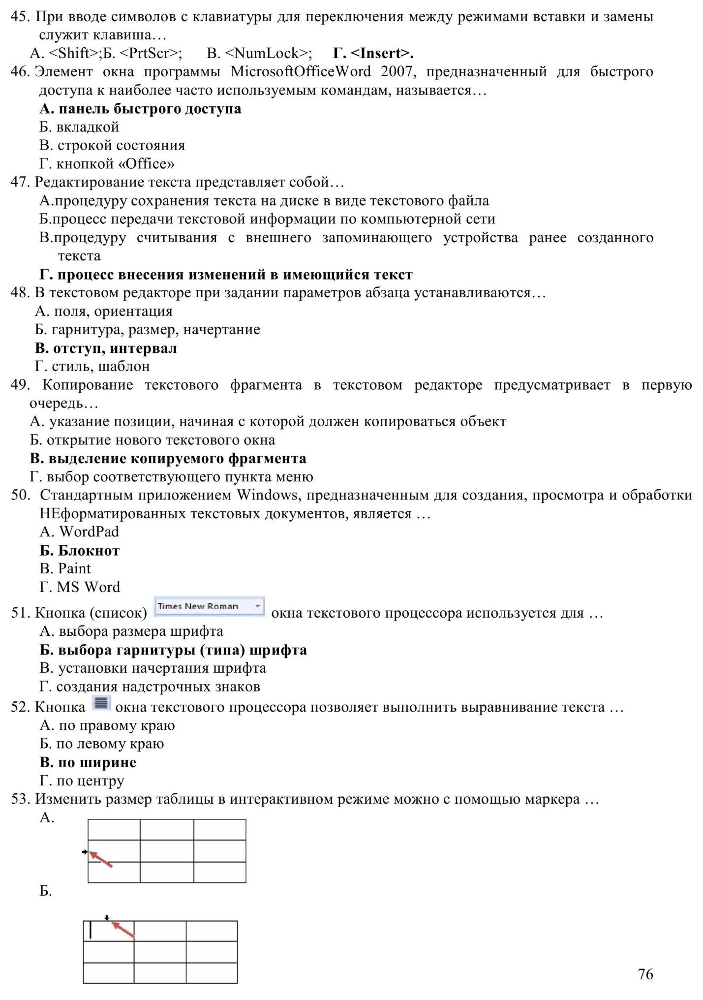 45. При вводе символов с клавиатуры для переключения между режимами вставки и замены
служит клавиша…
А. <Shift>;Б. <PrtScr>; В. <NumLock>; Г. <Insert>.
46. Элемент окна программы MicrosoftOfficeWord 2007, предназначенный для быстрого
доступа к наиболее часто используемым командам, называется…
А. панель быстрого доступа
Б. вкладкой
В. строкой состояния
Г. кнопкой «Office»
47. Редактирование текста представляет собой…
А.процедуру сохранения текста на диске в виде текстового файла
Б.процесс передачи текстовой информации по компьютерной сети
В.процедуру считывания с внешнего запоминающего устройства ранее созданного
текста
Г. процесс внесения изменений в имеющийся текст
48. В текстовом редакторе при задании параметров абзаца устанавливаются…
А. поля, ориентация
Б. гарнитура, размер, начертание
В. отступ, интервал
Г. стиль, шаблон
49. Копирование текстового фрагмента в текстовом редакторе предусматривает в первую
очередь…
А. указание позиции, начиная с которой должен копироваться объект
Б. открытие нового текстового окна
В. выделение копируемого фрагмента
Г. выбор соответствующего пункта меню
50. Стандартным приложением Windows, предназначенным для создания, просмотра и обработки
НЕформатированных текстовых документов, является …
А. WordPad
Б. Блокнот
В. Paint
Г. MS Word
51. Кнопка (список) Times New Roman окна текстового процессора используется для …
А. выбора размера шрифта
Б. выбора гарнитуры (типа) шрифта
В. установки начертания шрифта
Г. создания надстрочных знаков
52. Кнопка окна текстового процессора позволяет выполнить выравнивание текста …
А. по правому краю
Б. по левому краю
В. по ширине
Г. по центру
53. Изменить размер таблицы в интерактивном режиме можно с помощью маркера …
А.
Б.
76